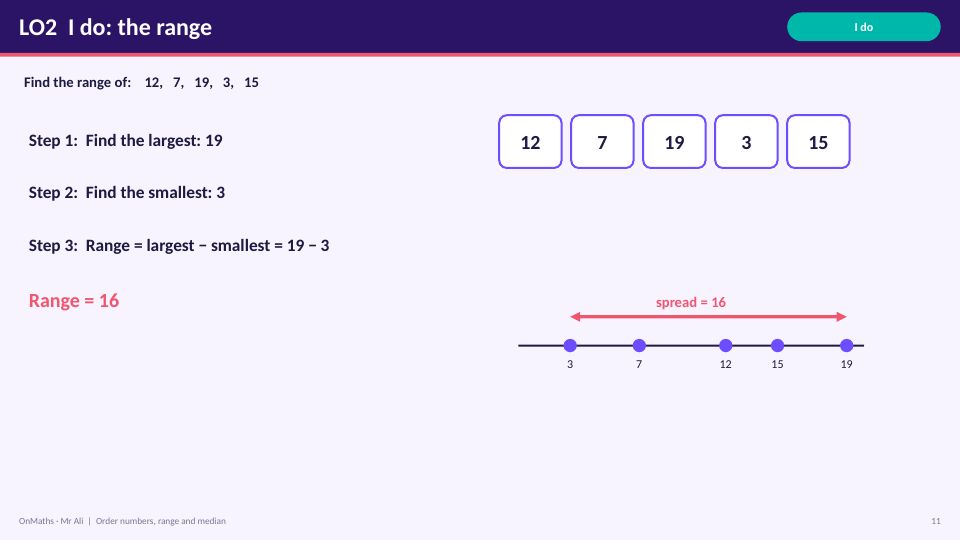 LO2 I do: the range
I do
Find the range of: 12, 7, 19, 3, 15
Step 1: Find the largest: 19
Step 2: Find the smallest: 3
Step 3: Range = largest − smallest = 19 − 3
Range = 16
12 7 19 3 15
spread = 16
3 7 12 15 19
OnMaths - Mr Ali | Order numbers, range and median
11